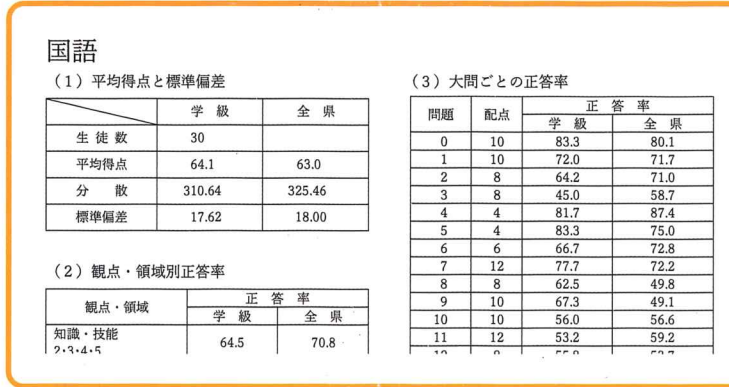 国語
(1)平均得点と標準偏差
学級 全県
生徒数 30
平均得点 64.1 63.0
分散 310.64 325.46
標準偏差 17.62 18.00
(2)観点・領域別正答率
観点・領域 正答率
学級 全県
知識・技能 64.5 70.8
2・3・4・5
(3)大問ごとの正答率
問題 配点 正答率
学級 全県
0 10 83.3 80.1
1 10 72.0 71.7
2 8 64.2 71.0
3 8 45.0 58.7
4 4 81.7 87.4
5 4 83.3 75.0
6 6 66.7 72.8
7 12 77.7 72.2
8 8 62.5 49.8
9 10 67.3 49.1
10 10 56.0 56.6
11 12 53.2 59.2